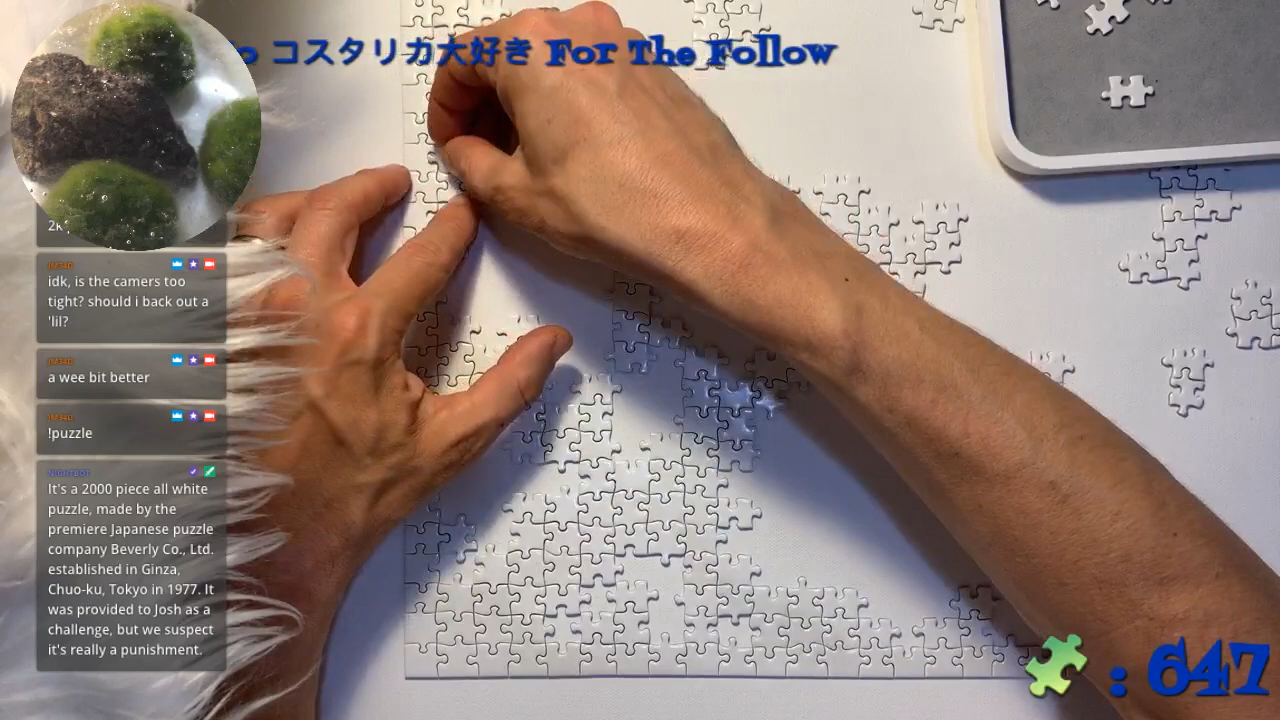 コスタリカ大好き For The Follow
2K
idk, is the camers too
tight? should i back out a
'lil?
a wee bit better
!puzzle
NIGHTBOT
It's a 2000 piece all white
puzzle, made by the
premiere Japanese puzzle
company Beverly Co., Ltd.
established in Ginza,
Chuo-ku, Tokyo in 1977. It
was provided to Josh as a
challenge, but we suspect
it's really a punishment.
: 647